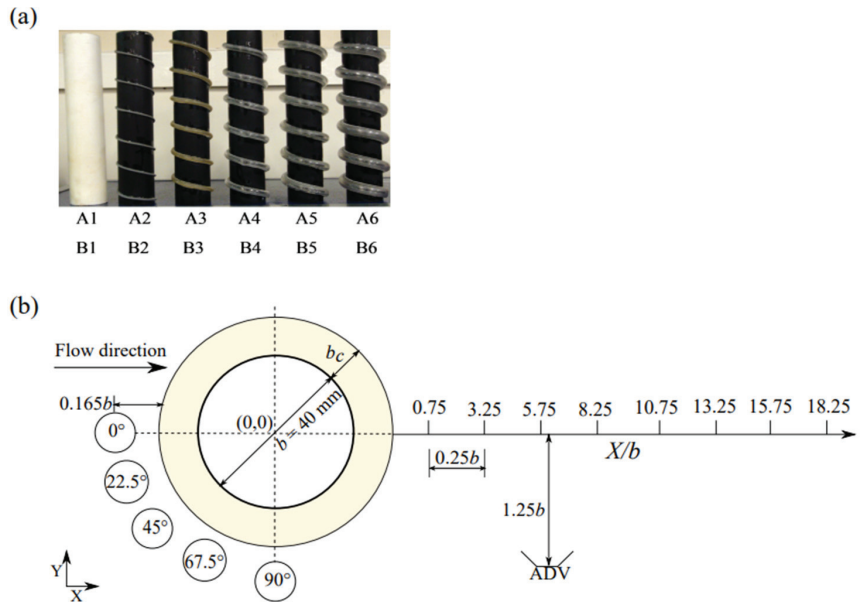 (a)
A1 A2 A3 A4 A5 A6
B1 B2 B3 B4 B5 B6
(b)
Flow direction
bc
0.165b
(0,0)
b = 40 mm
0.75 3.25 5.75 8.25 10.75 13.25 15.75 18.25
X/b
0.25b
1.25b
ADV
0°
22.5°
45°
67.5°
90°
Y
X